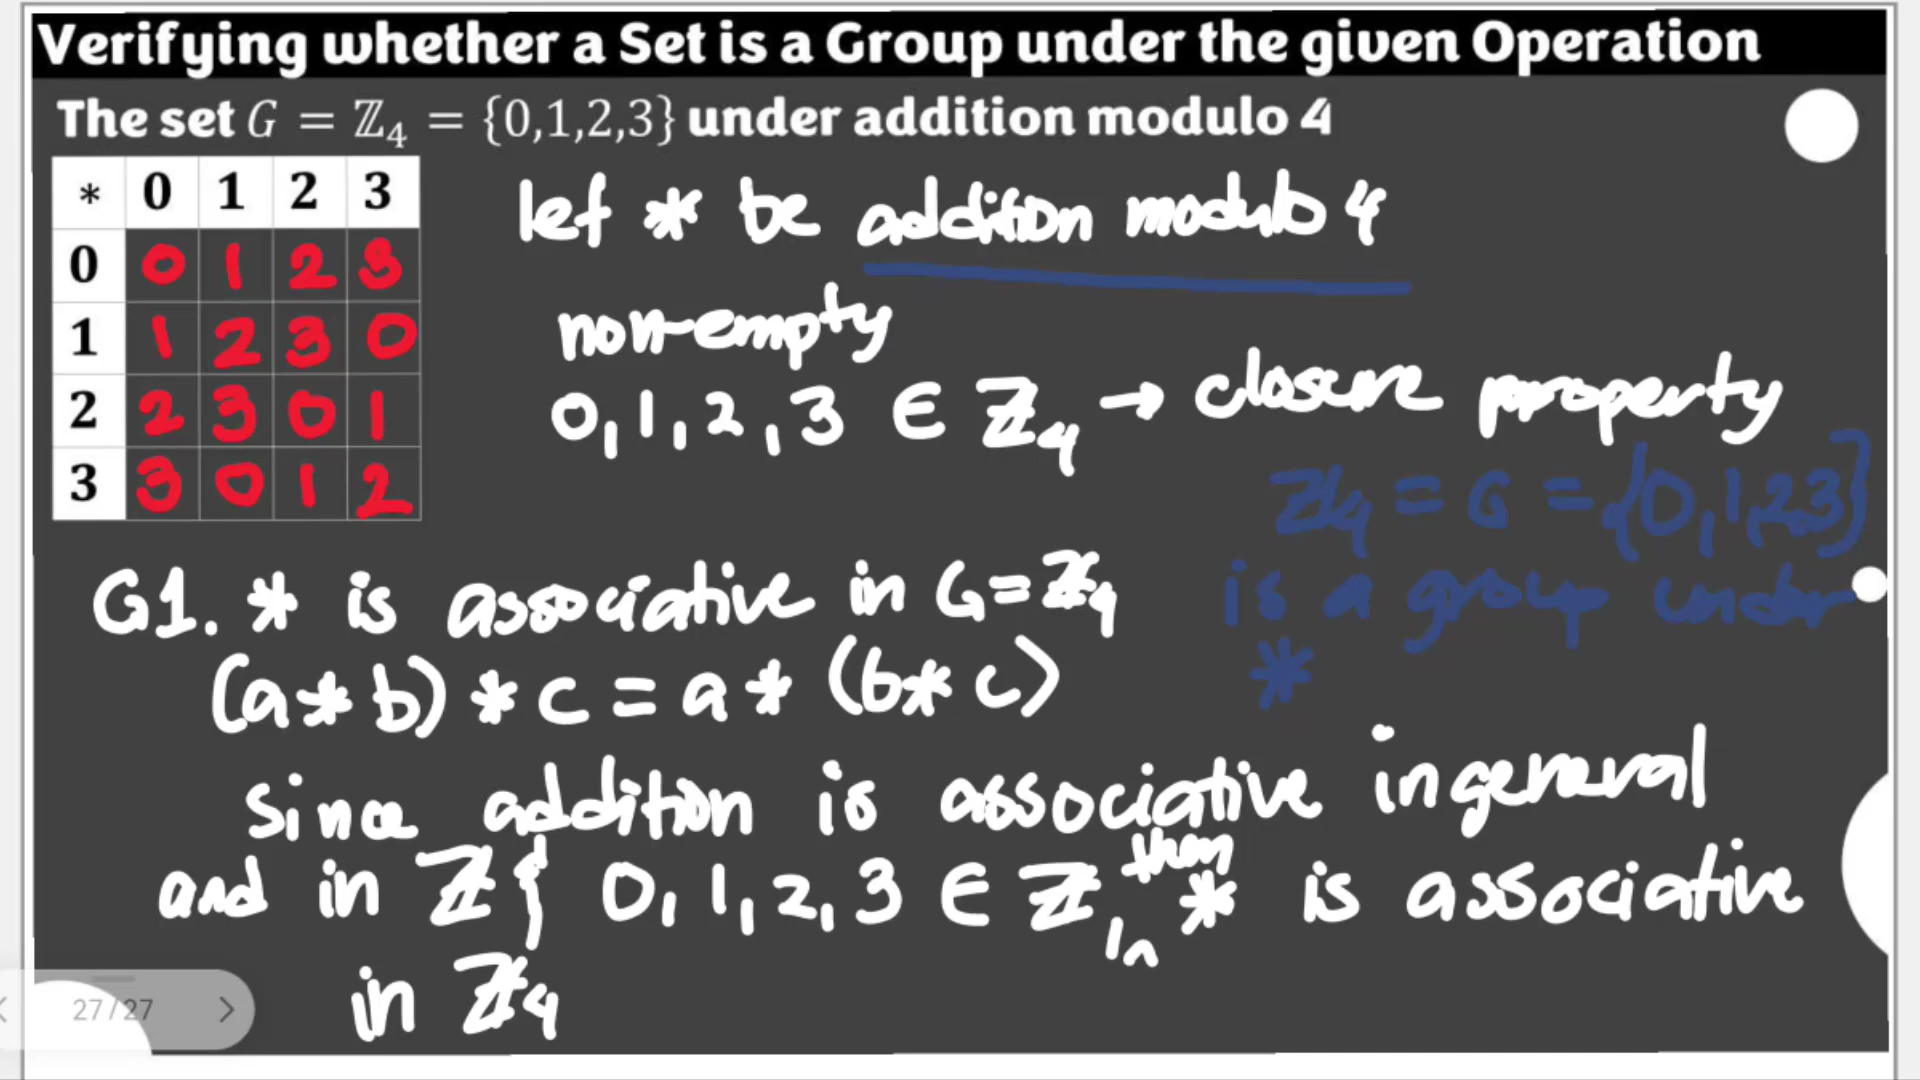 Verifying whether a Set is a Group under the given Operation
The set G = ℤ₄ = {0,1,2,3} under addition modulo 4
* 0 1 2 3
0 0 1 2 3
1 1 2 3 0
2 2 3 0 1
3 3 0 1 2
let * be addition modulo 4
non-empty
0, 1, 2, 3 ∈ ℤ₄ → closure property
ℤ₄ = G = {0,1,2,3}
is a group under
*
G1. * is associative in G = ℤ₄
(a * b) * c = a * (b * c)
since addition is associative in general
and in ℤ { 0, 1, 2, 3 ∈ ℤ, then * is associative
in
in ℤ₄
27/27